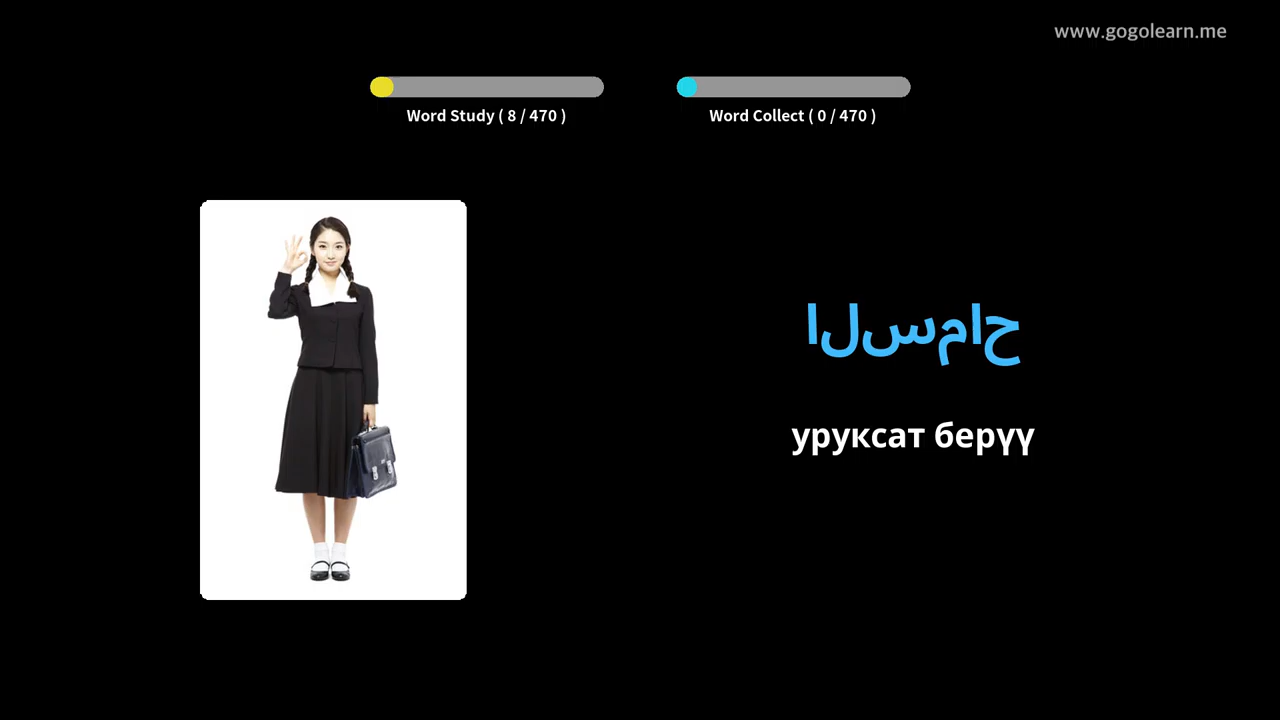 www.gogolearn.me
Word Study ( 8 / 470 )
Word Collect ( 0 / 470 )
السماح
уруксат берүү